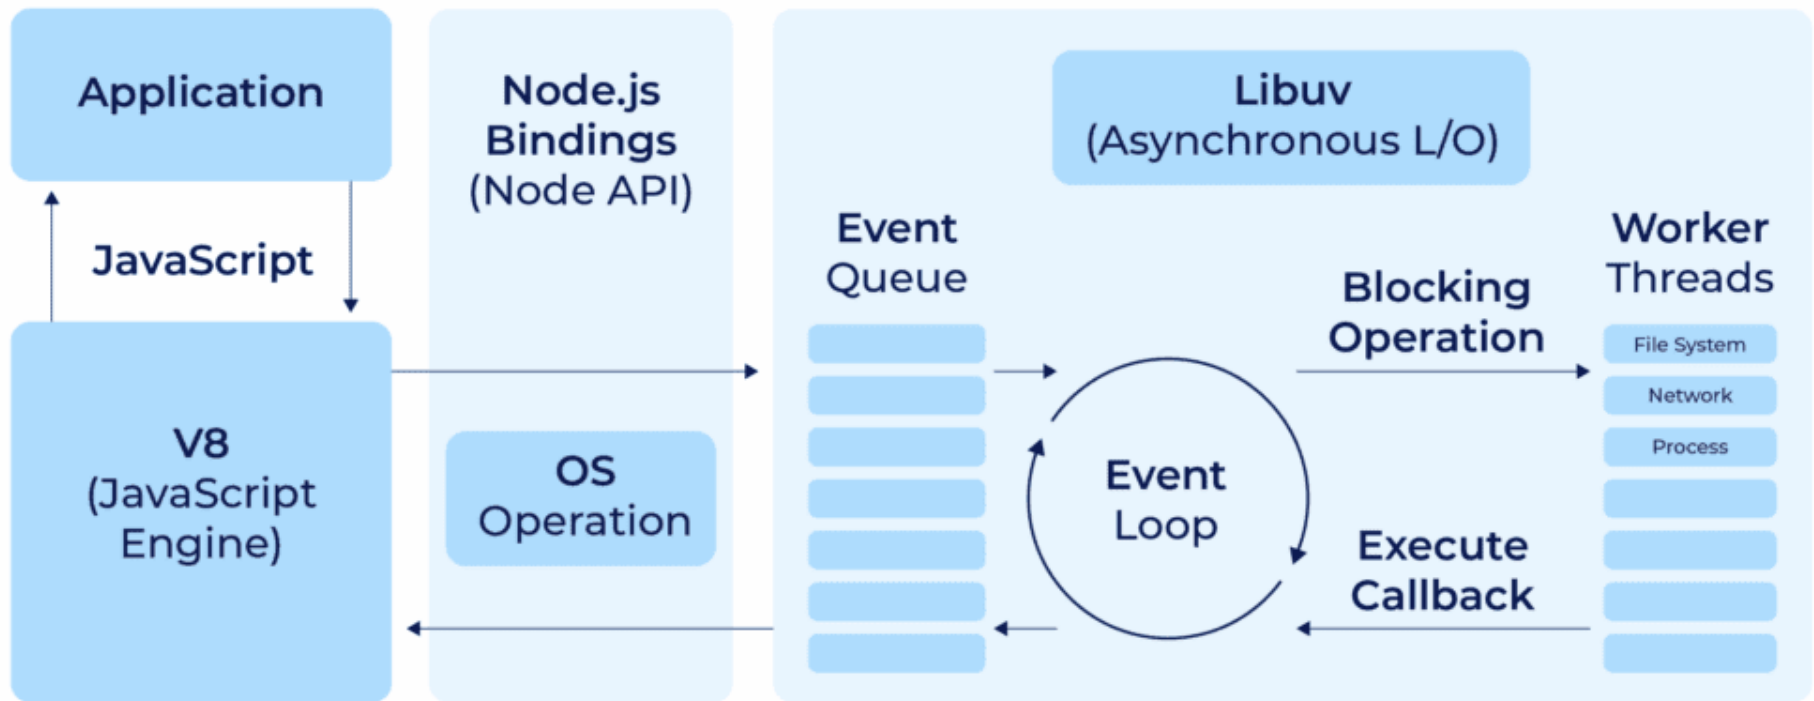 Application
JavaScript
V8
(JavaScript
Engine)
Node.js
Bindings
(Node API)
OS
Operation
Libuv
(Asynchronous L/O)
Event
Queue
Event
Loop
Blocking
Operation
Execute
Callback
Worker
Threads
File System
Network
Process